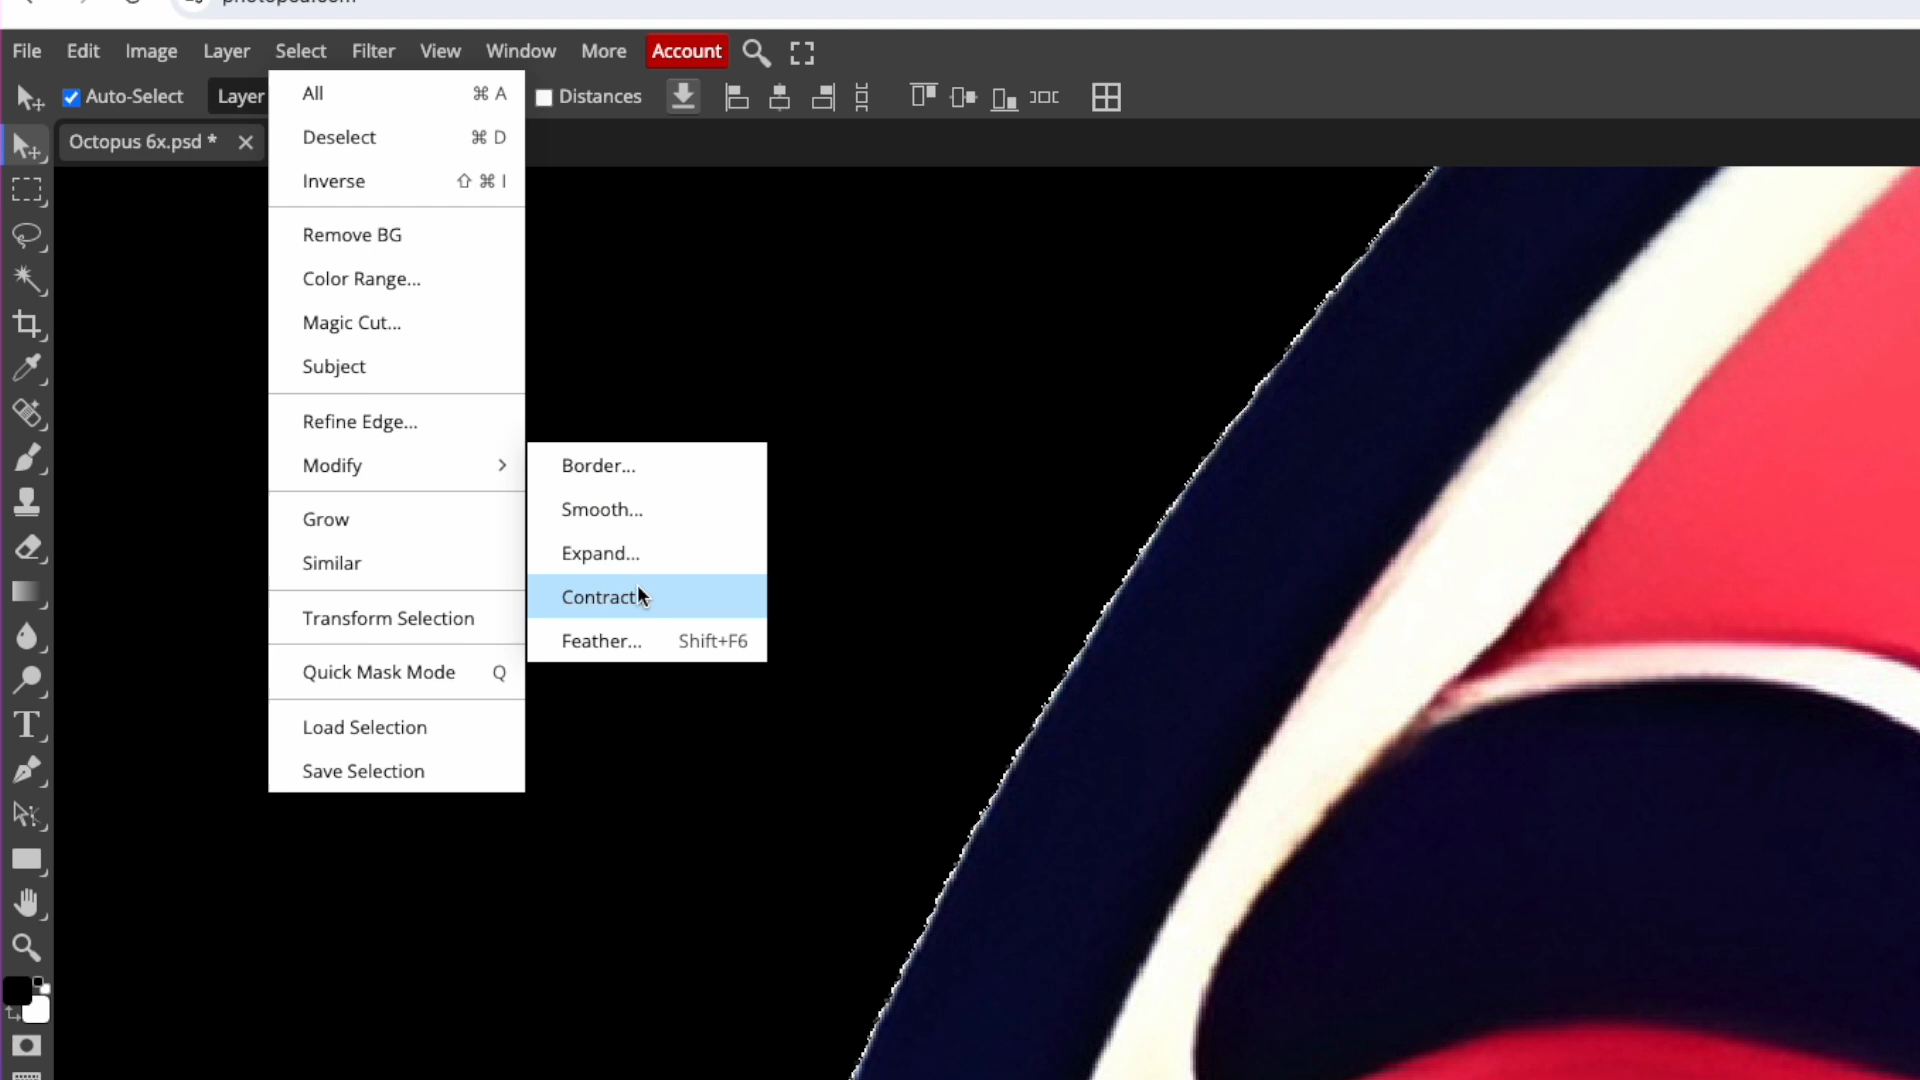 File Edit Image Layer Select Filter View Window More Account
Auto-Select Layer Distances
Octopus 6x.psd *
All ⌘ A
Deselect ⌘ D
Inverse ⇧ ⌘ I
Remove BG
Color Range...
Magic Cut...
Subject
Refine Edge...
Modify
Border...
Smooth...
Expand...
Contract
Feather... Shift+F6
Grow
Similar
Transform Selection
Quick Mask Mode Q
Load Selection
Save Selection